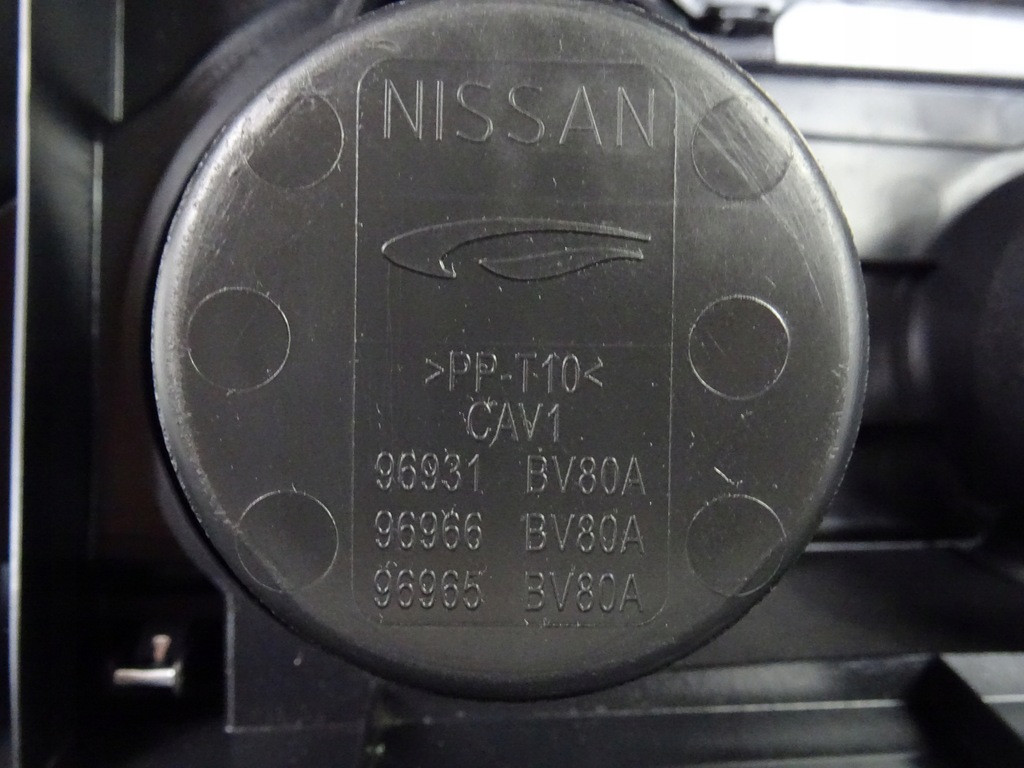 NISSAN
>PP-T10<
CAV1
96931 BV80A
96966 BV80A
96965 BV80A